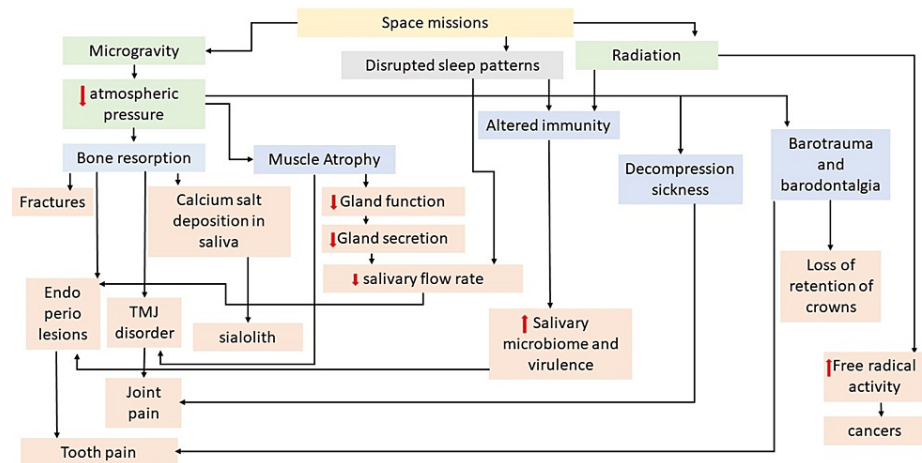 Space missions
Microgravity
Disrupted sleep patterns
Radiation
atmospheric
pressure
Altered immunity
Bone resorption
Muscle Atrophy
Decompression
sickness
Barotrauma
and
barodontalgia
Fractures
Calcium salt
deposition in
saliva
Gland function
Gland secretion
salivary flow rate
Loss of
retention of
crowns
Endo
perio
lesions
TMJ
disorder
sialolith
Salivary
microbiome and
virulence
Free radical
activity
Joint
pain
cancers
Tooth pain